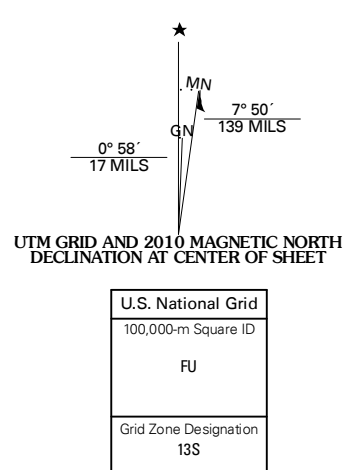 ★
MN
7° 50´
139 MILS
GN
0° 58´
17 MILS
UTM GRID AND 2010 MAGNETIC NORTH
DECLINATION AT CENTER OF SHEET
U.S. National Grid
100,000-m Square ID
FU
Grid Zone Designation
13S